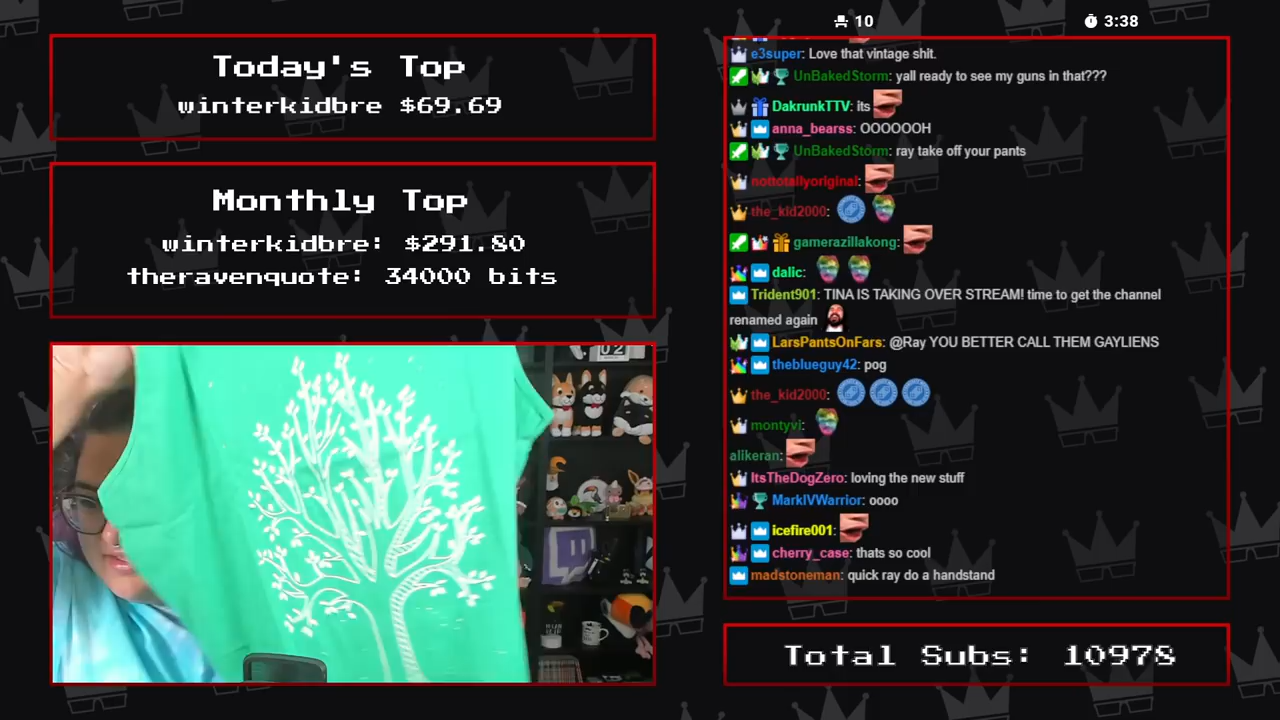 10
3:38
Today's Top
winterkidbre $69.69
Monthly Top
winterkidbre: $291.80
theravenquote: 34000 bits
e3super: Love that vintage shit.
UnBakedStorm: yall ready to see my guns in that???
DakrunkTTV: its
anna_bearss: OOOOOOH
UnBakedStorm: ray take off your pants
nottotallyoriginal:
the_kid2000:
gamerazillakong:
dalic:
Trident901: TINA IS TAKING OVER STREAM! time to get the channel
renamed again
LarsPantsOnFars: @Ray YOU BETTER CALL THEM GAYLIENS
theblueguy42: pog
the_kid2000:
montyvi:
alikeran:
ItsTheDogZero: loving the new stuff
MarkIVWarrior: oooo
icefire001:
cherry_case: thats so cool
madstoneman: quick ray do a handstand
Total Subs: 10978
02